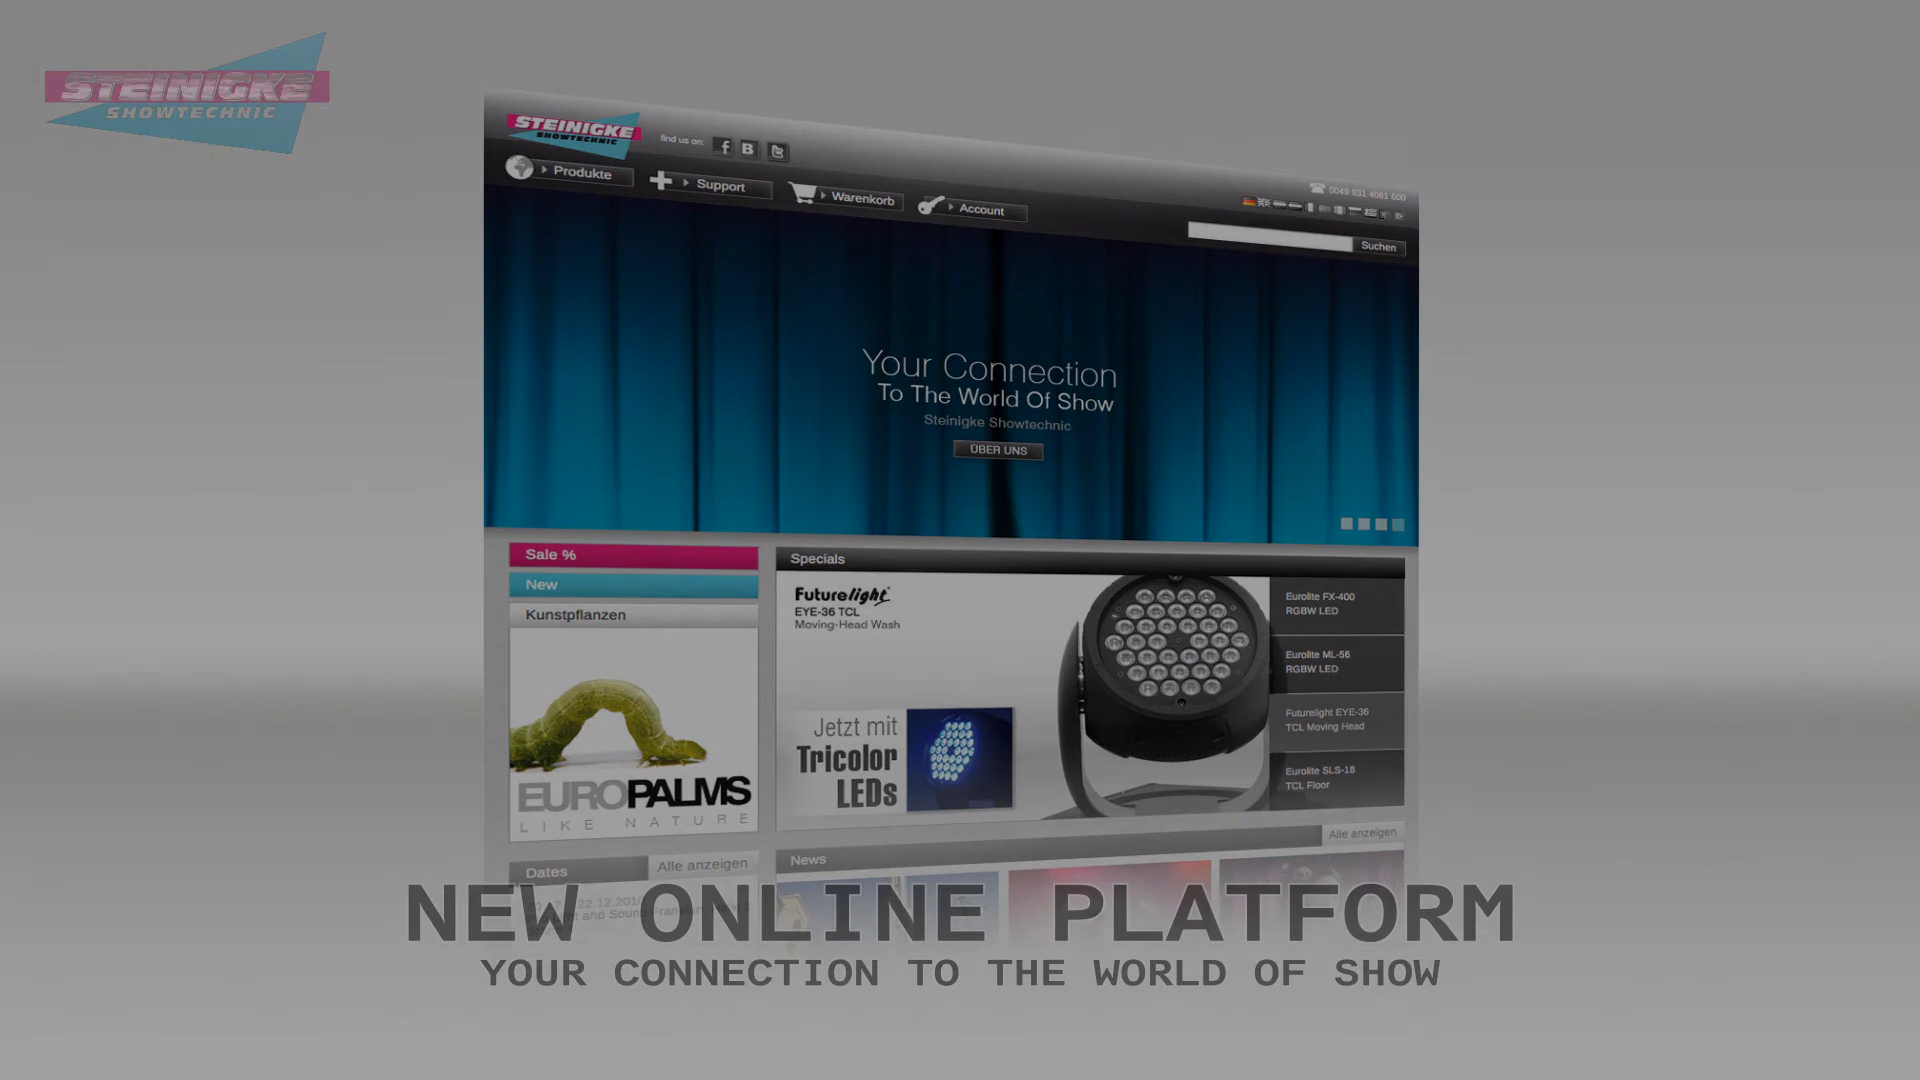 STEINIGKE
SHOWTECHNIC
STEINIGKE
SHOWTECHNIC
find us on:
Produkte
Support
Warenkorb
Account
0049 931 4061 600
Suchen
Your Connection
To The World Of Show
Steinigke Showtechnic
ÜBER UNS
Sale %
New
Kunstpflanzen
EUROPALMS
LIKE NATURE
Specials
Futurelight
EYE-36 TCL
Moving-Head Wash
Jetzt mit
Tricolor
LEDs
Eurolite FX-400
RGBW LED
Eurolite ML-56
RGBW LED
Futurelight EYE-36
TCL Moving Head
Eurolite SLS-18
TCL Floor
Alle anzeigen
Dates
Alle anzeigen
News
and Sound
NEW ONLINE PLATFORM
YOUR CONNECTION TO THE WORLD OF SHOW